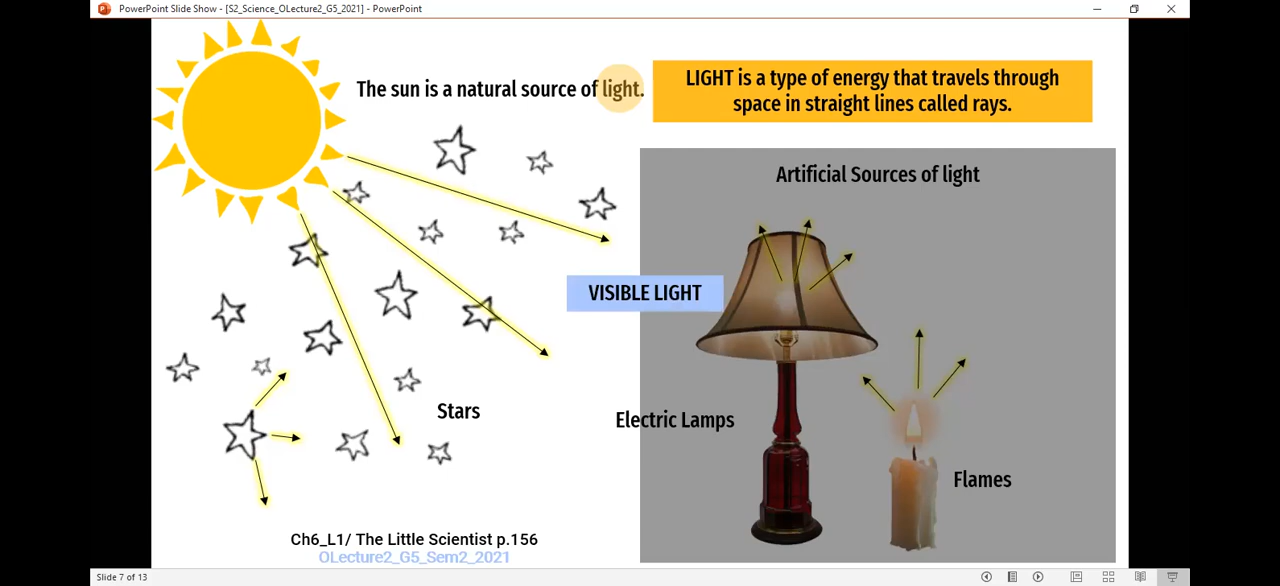 PowerPoint Slide Show - [S2_Science_OLecture2_G5_2021] - PowerPoint
The sun is a natural source of light.
LIGHT is a type of energy that travels through
space in straight lines called rays.
Artificial Sources of light
VISIBLE LIGHT
Stars
Electric Lamps
Flames
Ch6_L1/ The Little Scientist p.156
OLecture2_G5_Sem2_2021
Slide 7 of 13